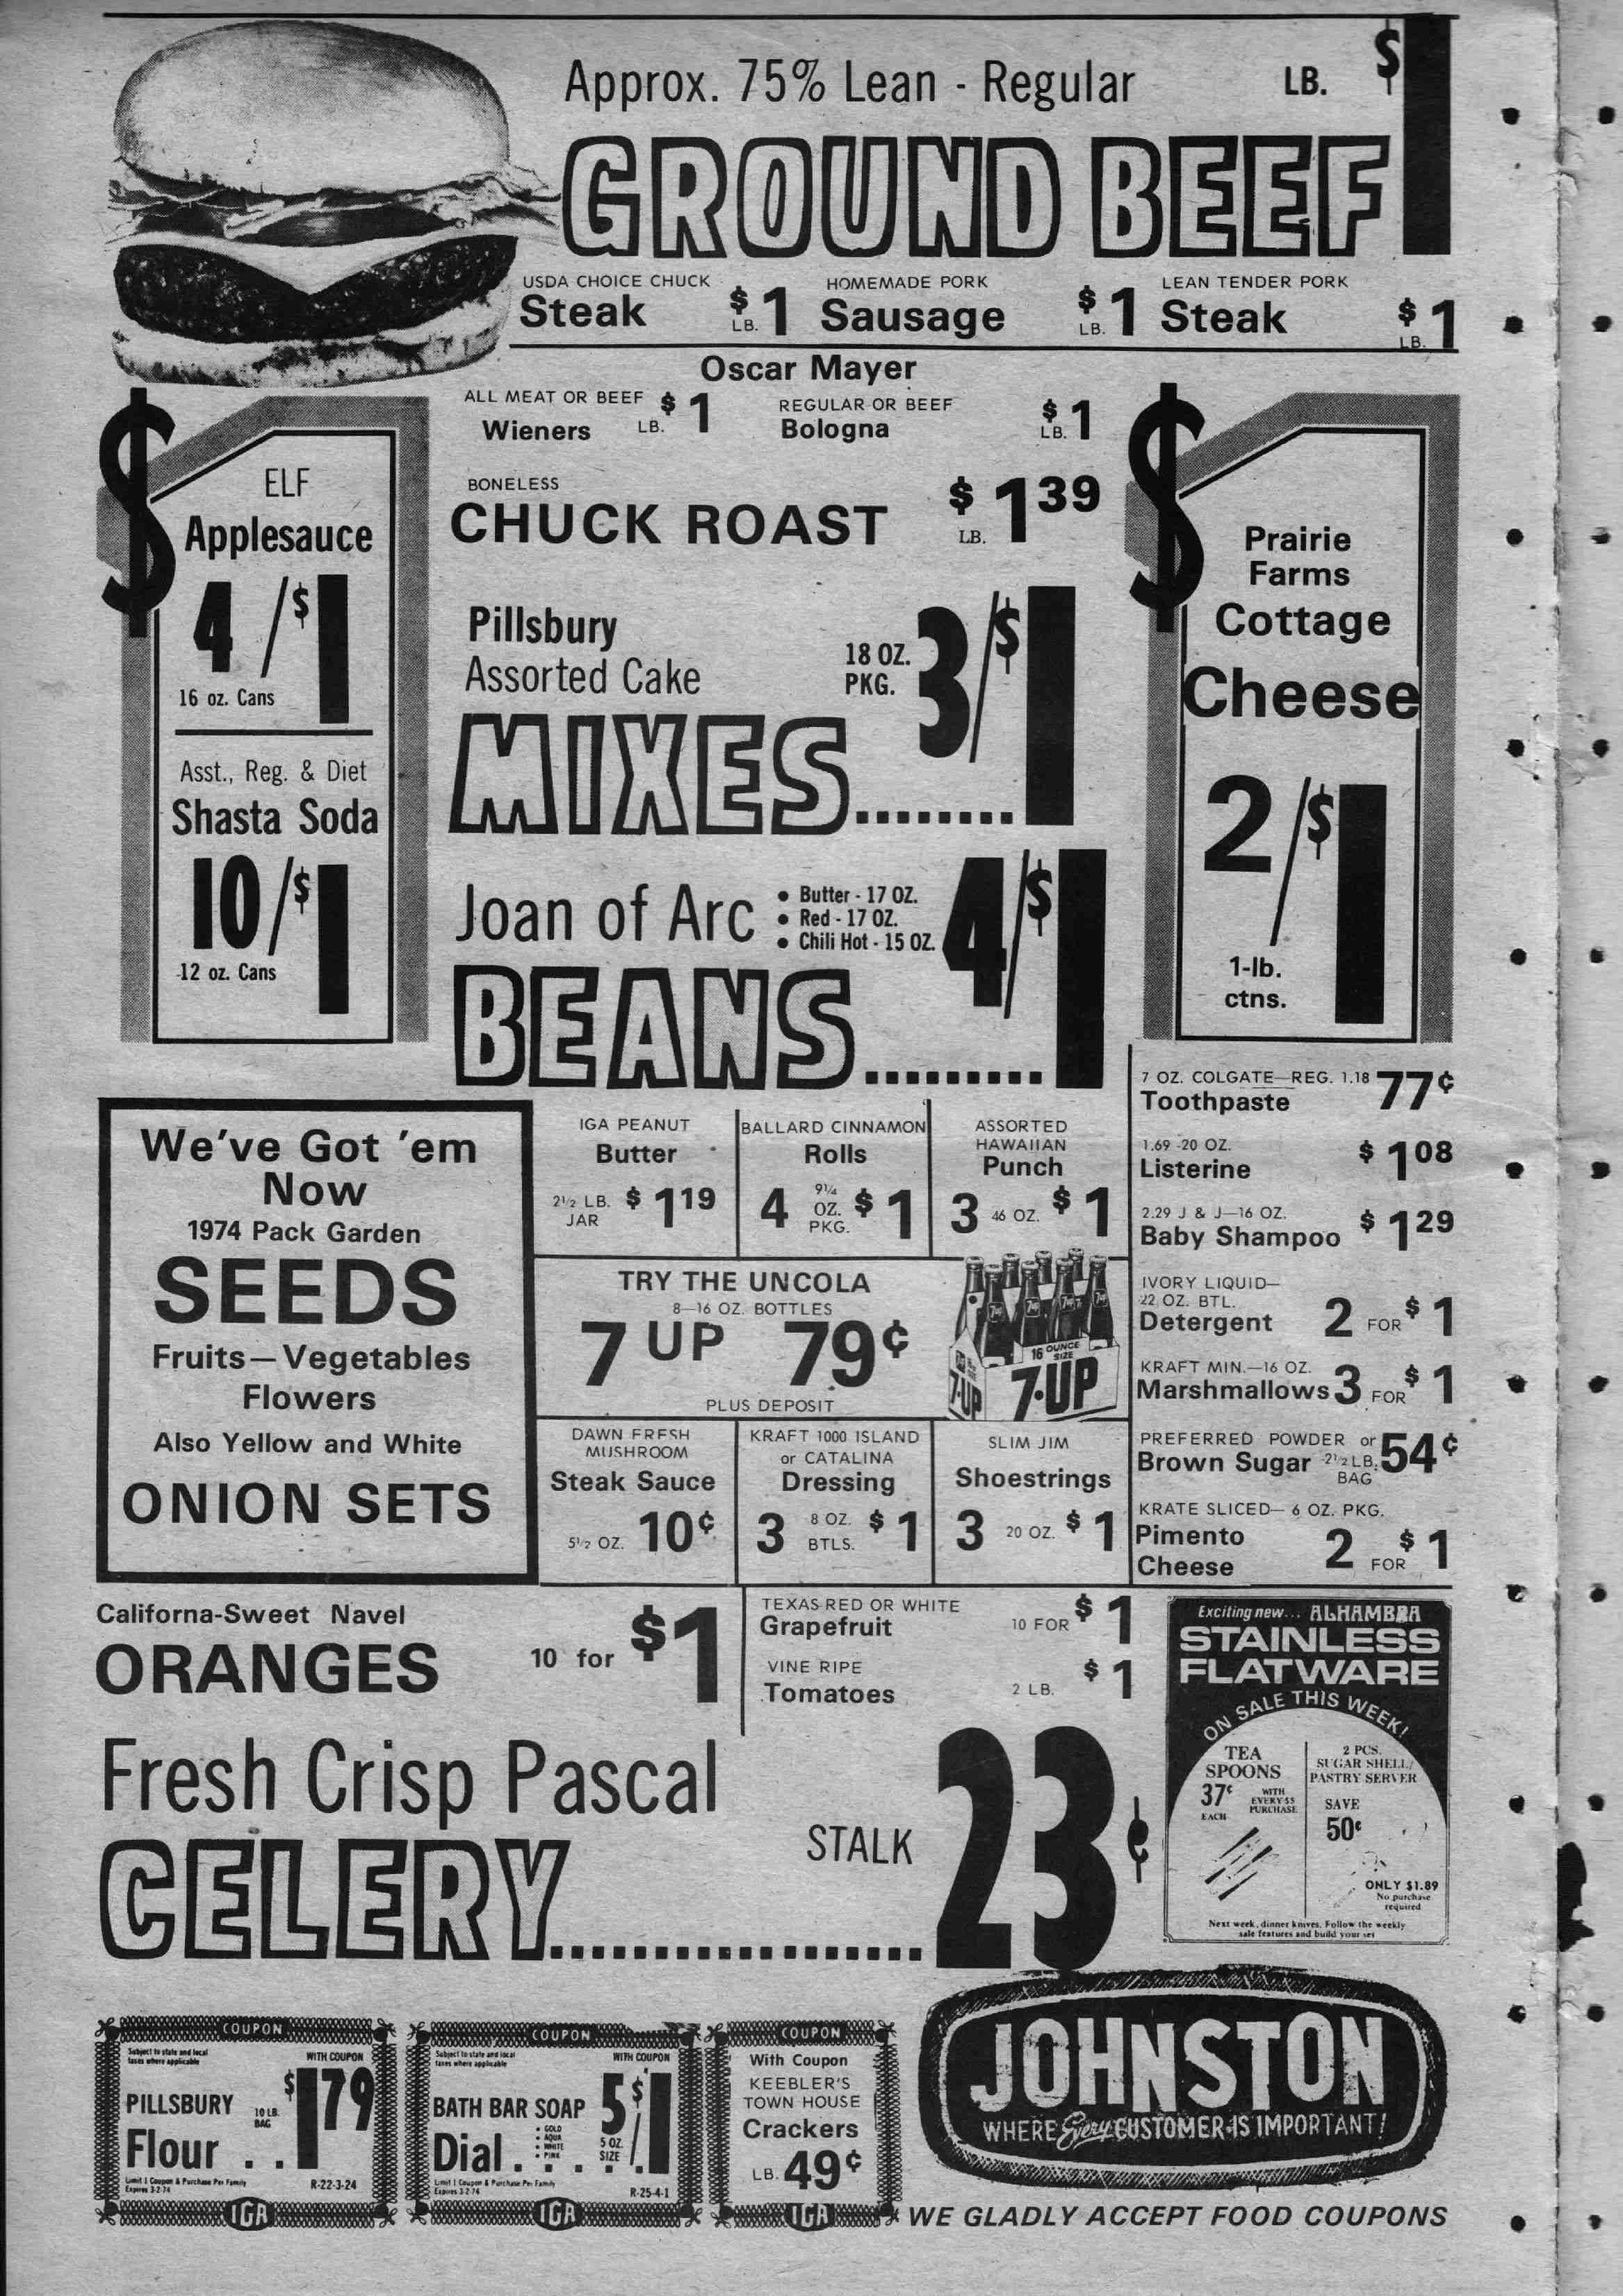 Approx. 75% Lean - Regular LB. $1
GROUND BEEF
USDA CHOICE CHUCK
Steak $1 LB.
HOMEMADE PORK
Sausage $1 LB.
LEAN TENDER PORK
Steak $1 LB.
Oscar Mayer
ALL MEAT OR BEEF
Wieners LB. $1
REGULAR OR BEEF
Bologna $1 LB.
BONELESS
CHUCK ROAST $1 39 LB.
$
ELF
Applesauce
4/$1
16 oz. Cans
Asst., Reg. & Diet
Shasta Soda
10/$1
12 oz. Cans
Pillsbury
Assorted Cake
18 OZ.
PKG.
3/$1
MIXES........
Joan of Arc
• Butter - 17 OZ.
• Red - 17 OZ.
• Chili Hot - 15 OZ.
4/$1
BEANS.........
$
Prairie
Farms
Cottage
Cheese
2/$1
1-lb.
ctns.
We've Got 'em
Now
1974 Pack Garden
SEEDS
Fruits—Vegetables
Flowers
Also Yellow and White
ONION SETS
IGA PEANUT
Butter
2½ LB.
JAR
$1 19
BALLARD CINNAMON
Rolls
4 9¼ OZ. PKG. $1
ASSORTED
HAWAIIAN
Punch
3 46 OZ. $1
TRY THE UNCOLA
8—16 OZ. BOTTLES
7 UP 79¢
PLUS DEPOSIT
7up 7up 7up 7up
16 OUNCE SIZE
7-UP 7-UP
DAWN FRESH
MUSHROOM
Steak Sauce
5½ OZ. 10¢
KRAFT 1000 ISLAND
or CATALINA
Dressing
3 8 OZ. BTLS. $1
SLIM JIM
Shoestrings
3 20 OZ. $1
7 OZ. COLGATE—REG. 1.18
Toothpaste 77¢
1.69 -20 OZ.
Listerine $1 08
2.29 J & J—16 OZ.
Baby Shampoo $1 29
IVORY LIQUID—
22 OZ. BTL.
Detergent 2 FOR $1
KRAFT MIN.—16 OZ.
Marshmallows 3 FOR $1
PREFERRED POWDER or
Brown Sugar 2½ LB. BAG 54¢
KRATE SLICED— 6 OZ. PKG.
Pimento
Cheese 2 FOR $1
Californa-Sweet Navel
ORANGES 10 for $1
TEXAS RED OR WHITE
Grapefruit 10 FOR $1
VINE RIPE
Tomatoes 2 LB. $1
Fresh Crisp Pascal
CELERY................. STALK 23¢
Exciting new... ALHAMBRA
STAINLESS
FLATWARE
ON SALE THIS WEEK!
TEA
SPOONS
37¢ EACH
WITH
EVERY $5
PURCHASE
2 PCS.
SUGAR SHELL/
PASTRY SERVER
SAVE
50¢
ONLY $1.89
No purchase
required
Next week, dinner knives. Follow the weekly
sale features and build your set
COUPON
Subject to state and local
taxes where applicable
WITH COUPON
PILLSBURY
Flour . .
10 LB.
BAG
$1 79
Limit 1 Coupon & Purchase Per Family
Expires 3-2-74
R-22-3-24
IGA
COUPON
Subject to state and local
taxes where applicable
WITH COUPON
BATH BAR SOAP
Dial . . . . .
• GOLD
• AQUA
• WHITE
• PINK
5 OZ.
SIZE
5/$1
Limit 1 Coupon & Purchase Per Family
Expires 3-2-74
R-25-4-1
IGA
COUPON
With Coupon
KEEBLER'S
TOWN HOUSE
Crackers
LB. 49¢
IGA
JOHNSTON
WHERE Every CUSTOMER IS IMPORTANT!
WE GLADLY ACCEPT FOOD COUPONS